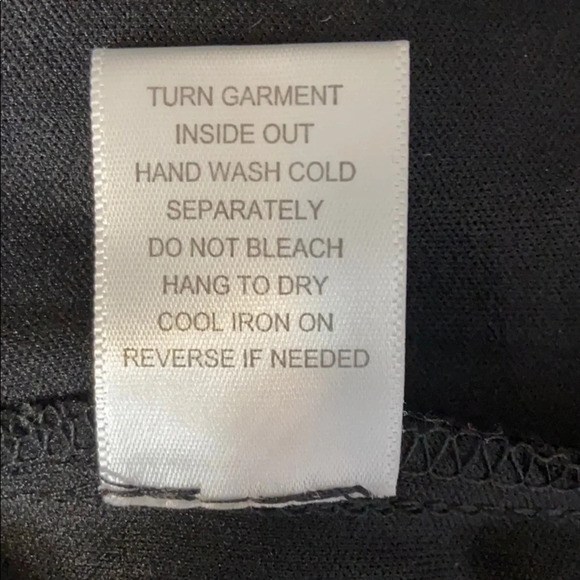 TURN GARMENT
INSIDE OUT
HAND WASH COLD
SEPARATELY
DO NOT BLEACH
HANG TO DRY
COOL IRON ON
REVERSE IF NEEDED